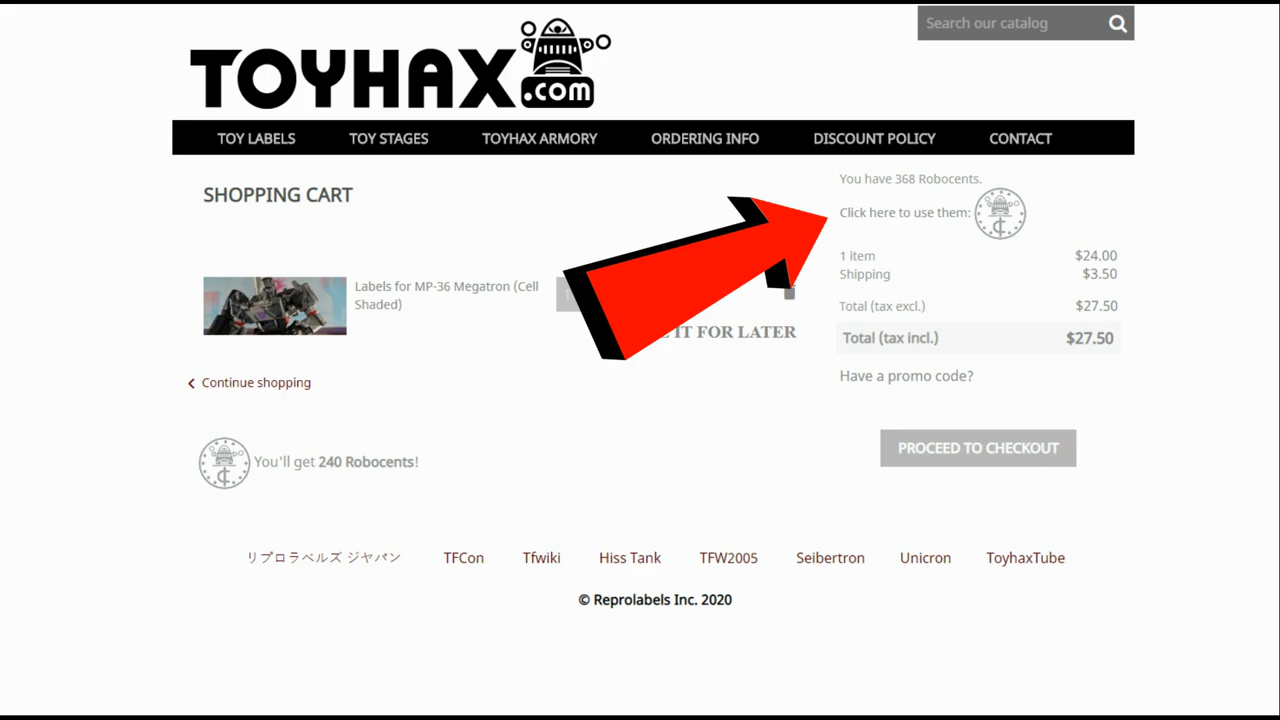 Search our catalog
TOYHAX
.com
TOY LABELS
TOY STAGES
TOYHAX ARMORY
ORDERING INFO
DISCOUNT POLICY
CONTACT
SHOPPING CART
Labels for MP-36 Megatron (Cell
Shaded)
IT FOR LATER
Continue shopping
You'll get 240 Robocents!
You have 368 Robocents.
Click here to use them:
1 item $24.00
Shipping $3.50
Total (tax excl.) $27.50
Total (tax incl.) $27.50
Have a promo code?
PROCEED TO CHECKOUT
リプロラベルズ ジヤパン
TFCon
Tfwiki
Hiss Tank
TFW2005
Seibertron
Unicron
ToyhaxTube
© Reprolabels Inc. 2020